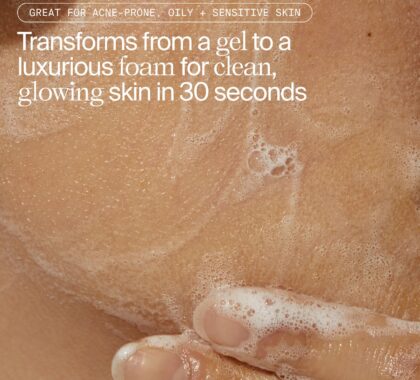 GREAT FOR ACNE-PRONE, OILY + SENSITIVE SKIN
Transforms from a gel to a
luxurious foam for clean,
glowing skin in 30 seconds